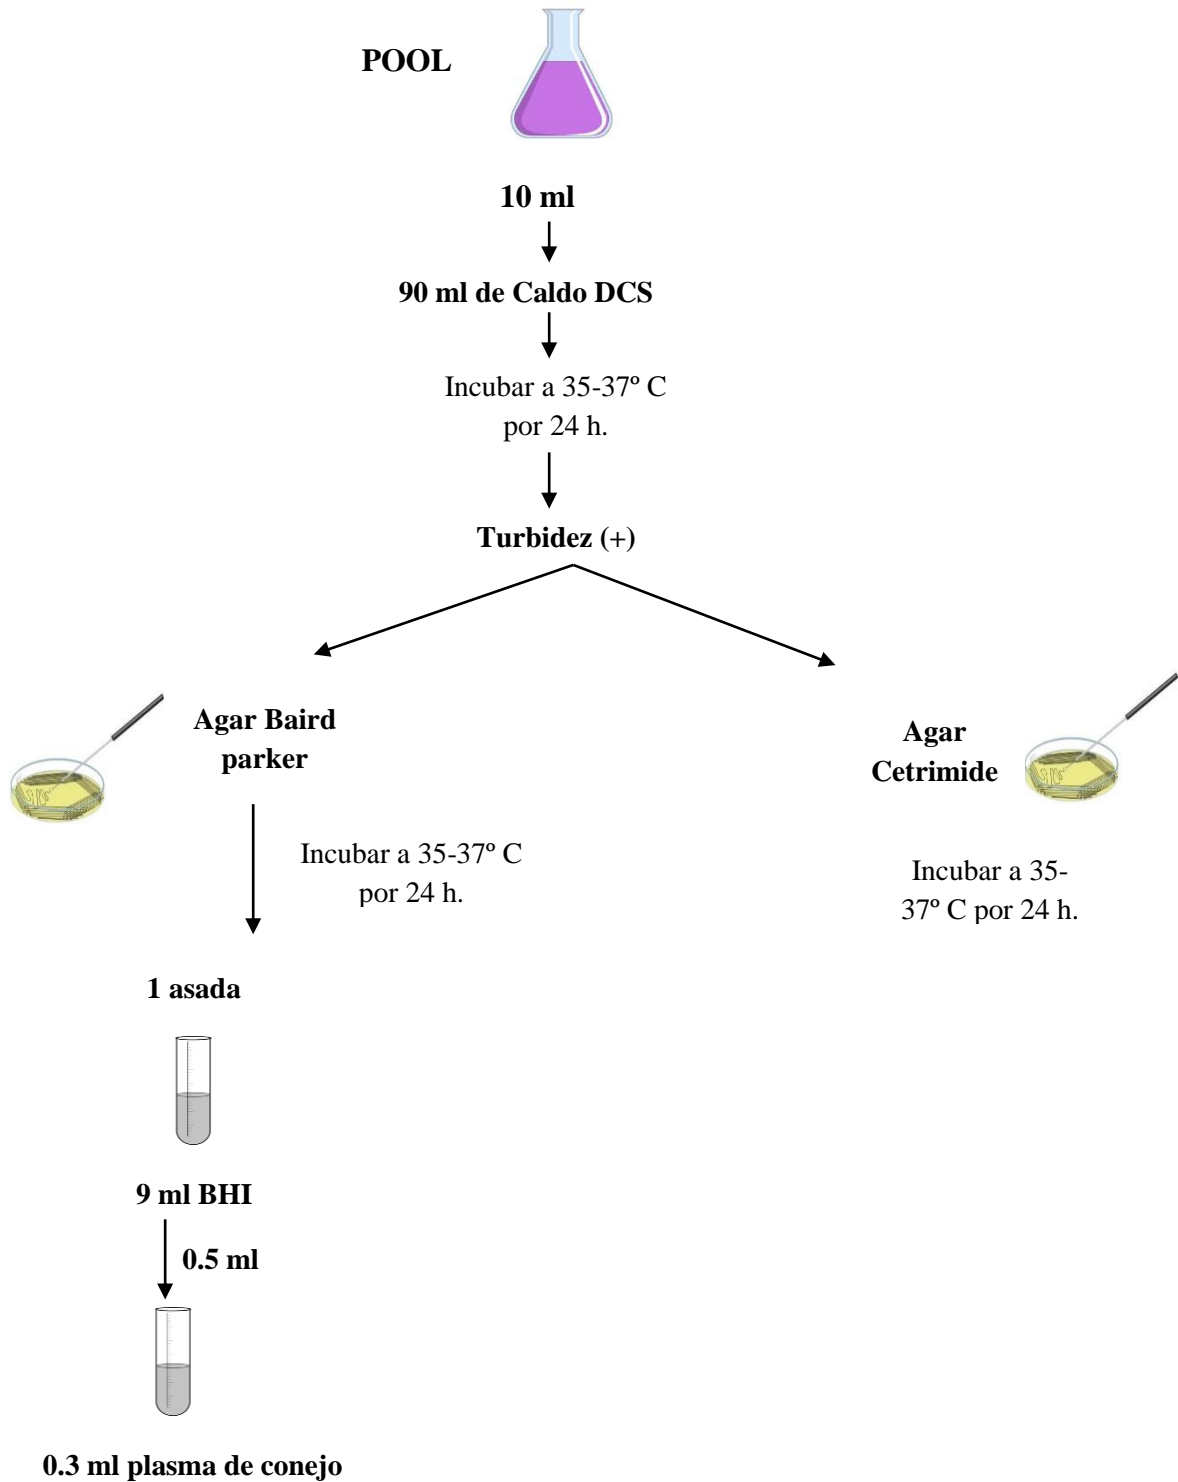 POOL
10 ml
90 ml de Caldo DCS
Incubar a 35-37º C
por 24 h.
Turbidez (+)
Agar Baird
parker
Incubar a 35-37º C
por 24 h.
1 asada
9 ml BHI
0.5 ml
0.3 ml plasma de conejo
Agar
Cetrimide
Incubar a 35-
37º C por 24 h.